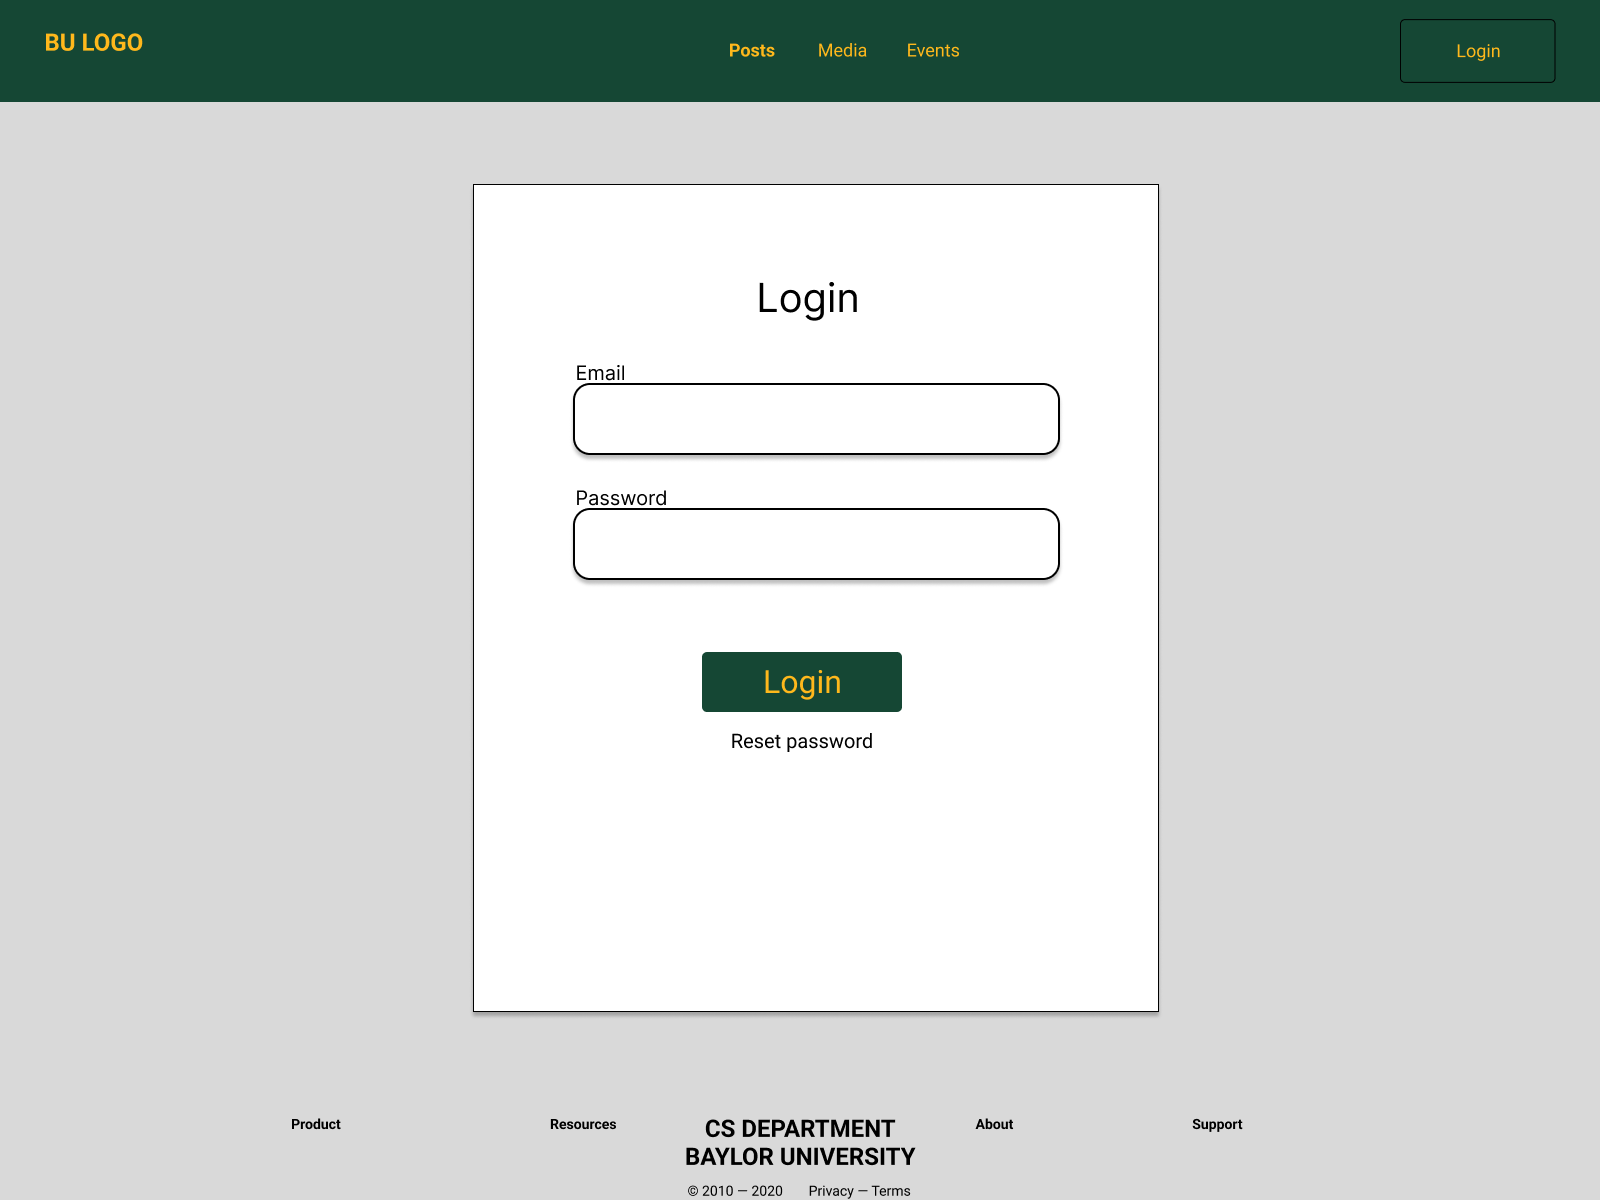 BU LOGO
Posts Media Events
Login
Login
Email
Password
Login
Reset password
Product
Resources
CS DEPARTMENT
BAYLOR UNIVERSITY
About
Support
© 2010 — 2020 Privacy — Terms